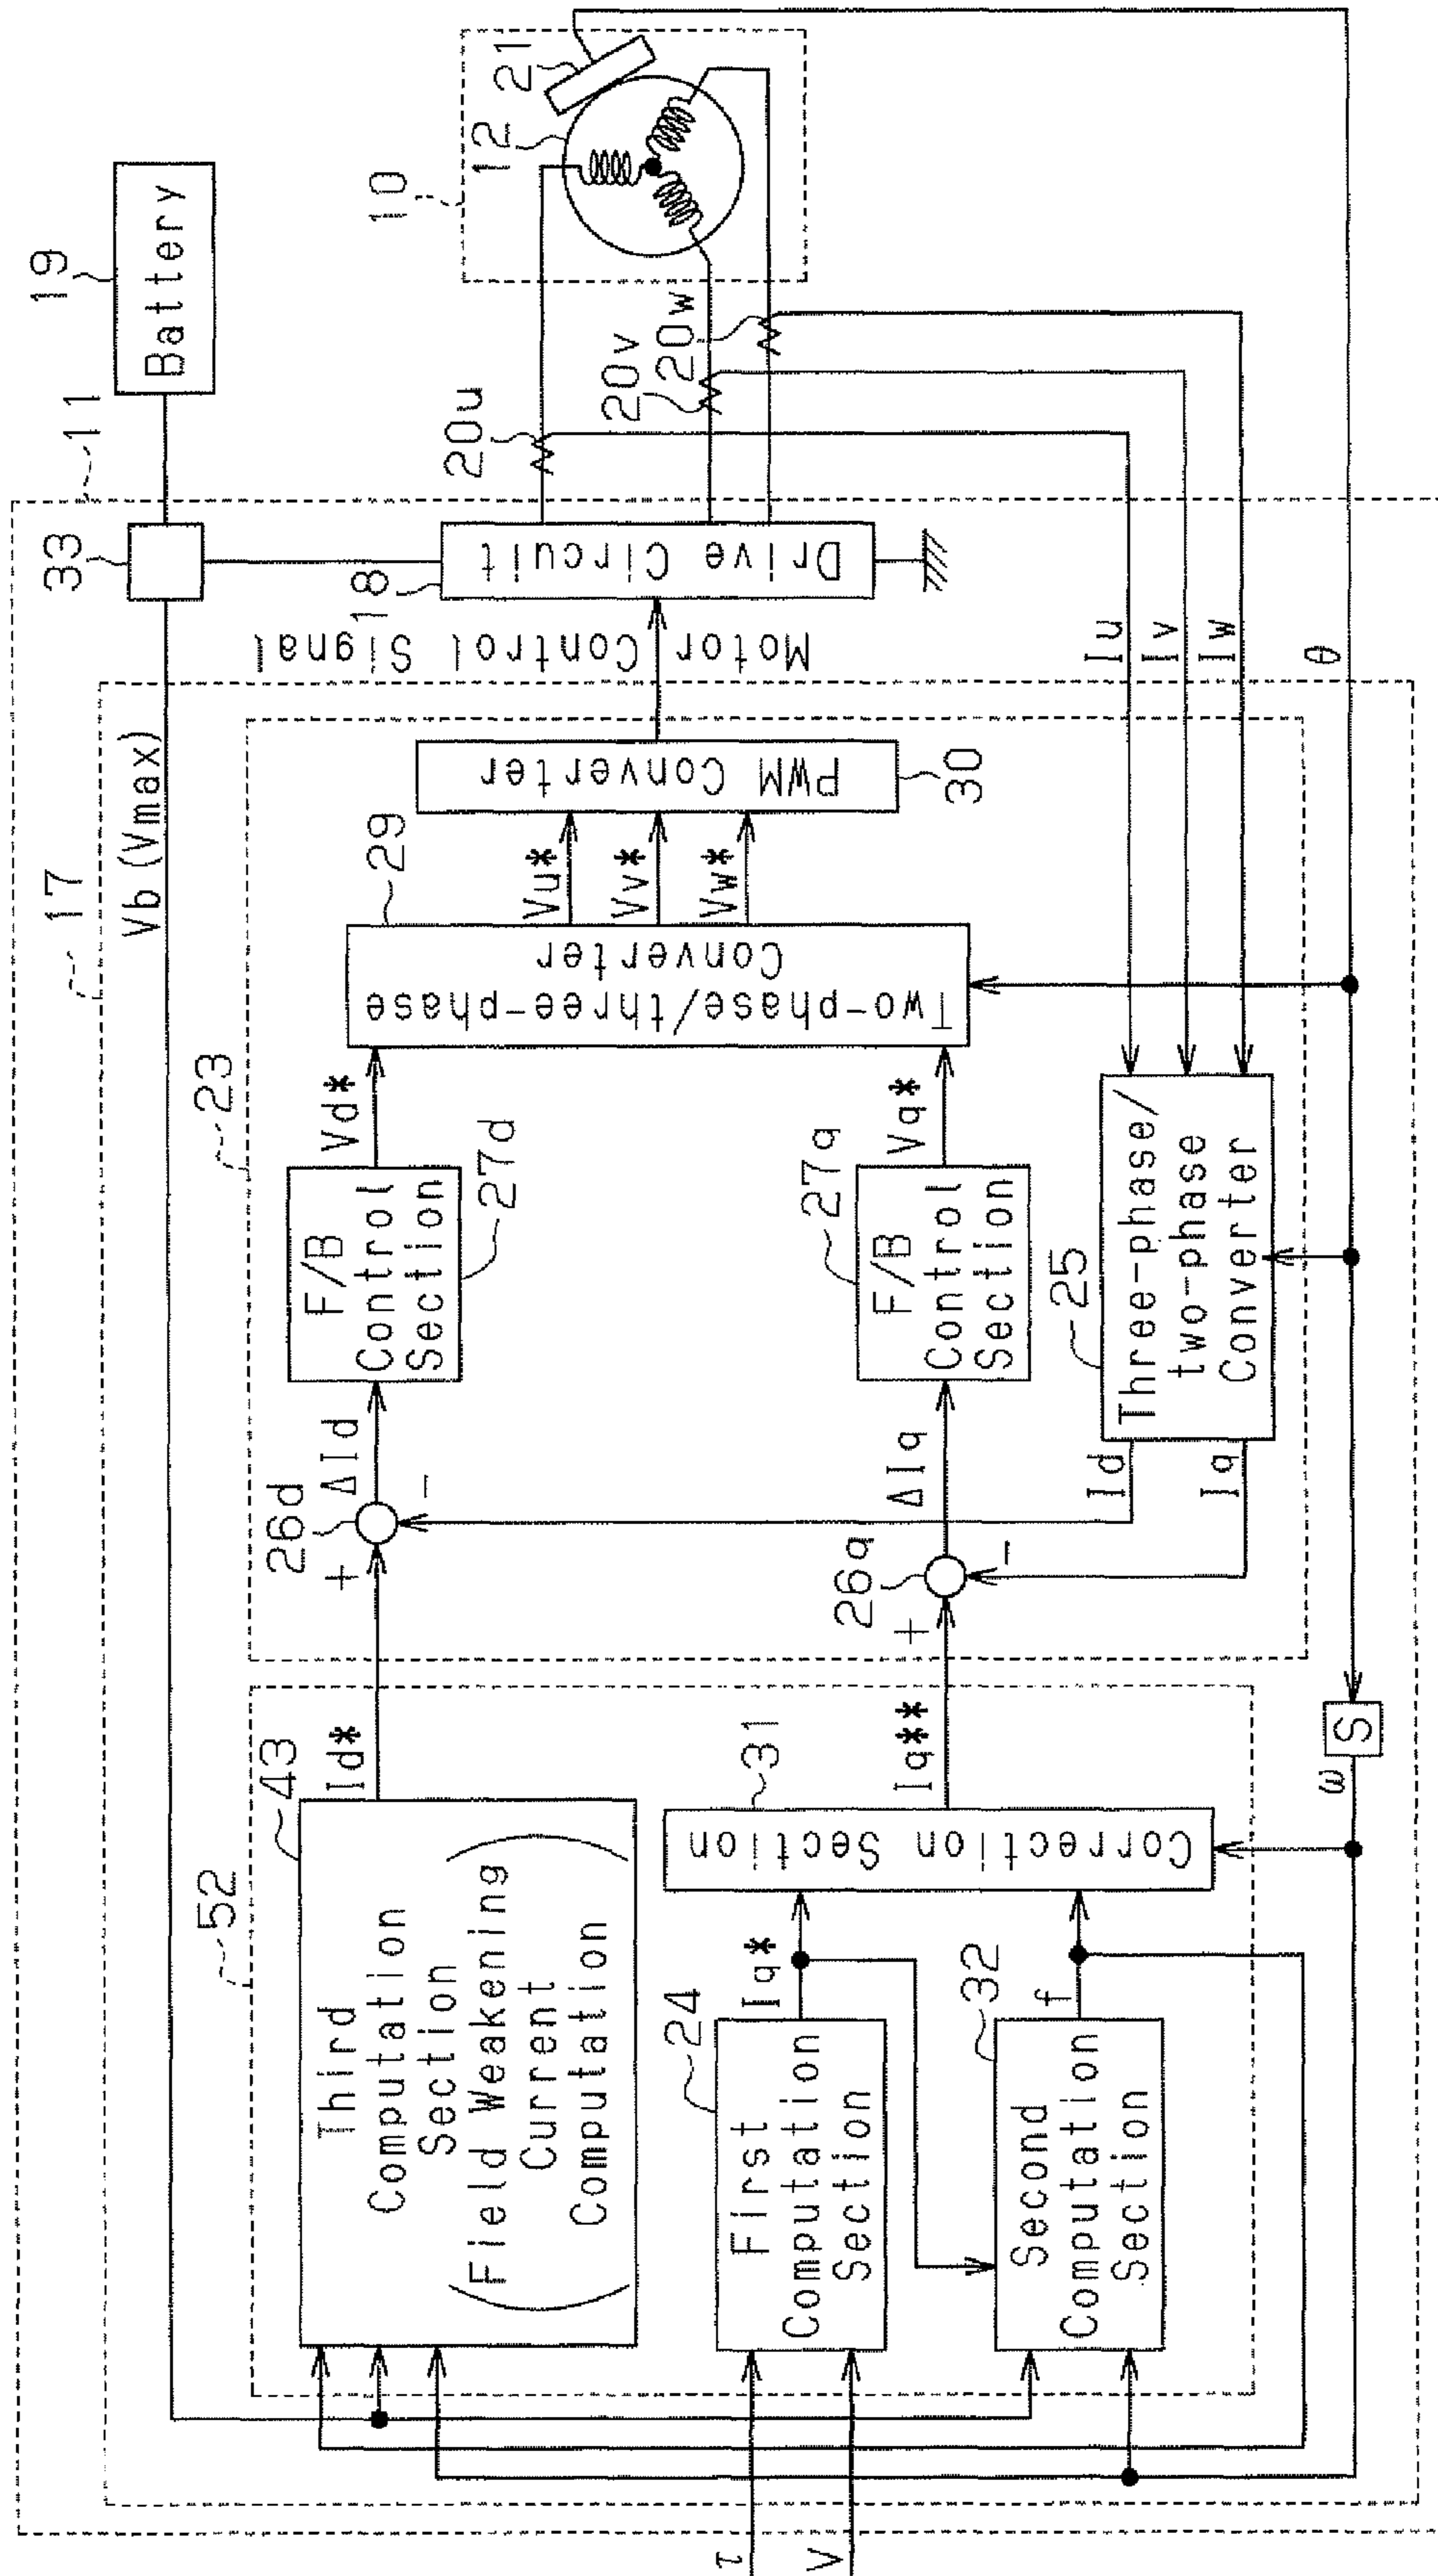 19
Battery
11
33
10
12
21
20u
20v
20w
18
Drive Circuit
Motor Control Signal
17
Vb (Vmax)
23
29
PWM Converter
30
Vu*
Vv*
Vw*
Two-phase/three-phase
Converter
Iu
Iv
Iw
θ
Vd*
F/B
Control
Section
27d
Vq*
27q
F/B
Control
Section
25
Three-phase/
two-phase
Converter
26d
+
ΔId
-
26q
+
ΔIq
-
Id
Iq
52
43
Id*
Third
Computation
Section
(Field Weakening
Current
Computation)
31
Iq**
Correction Section
S
ω
24
Iq*
First
Computation
Section
32
f
Second
Computation
Section
τ
V